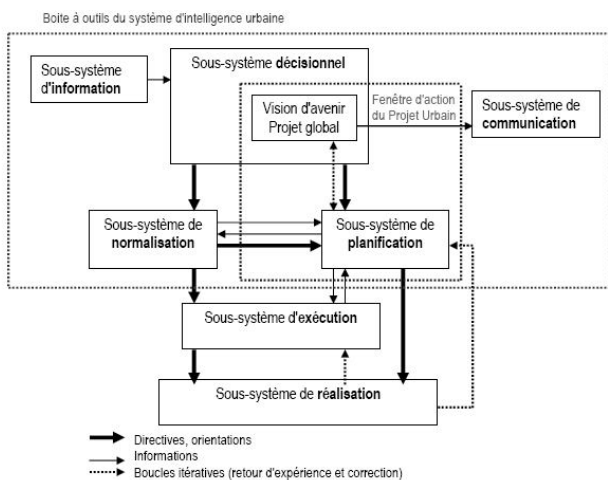 Boite à outils du système d'intelligence urbaine
Sous-système
d'information
Sous-système décisionnel
Vision d'avenir
Projet global
Fenêtre d'action
du Projet Urbain
Sous-système de
communication
Sous-système de
normalisation
Sous-système de
planification
Sous-système d'exécution
Sous-système de réalisation
Directives, orientations
Informations
Boucles itératives (retour d'expérience et correction)